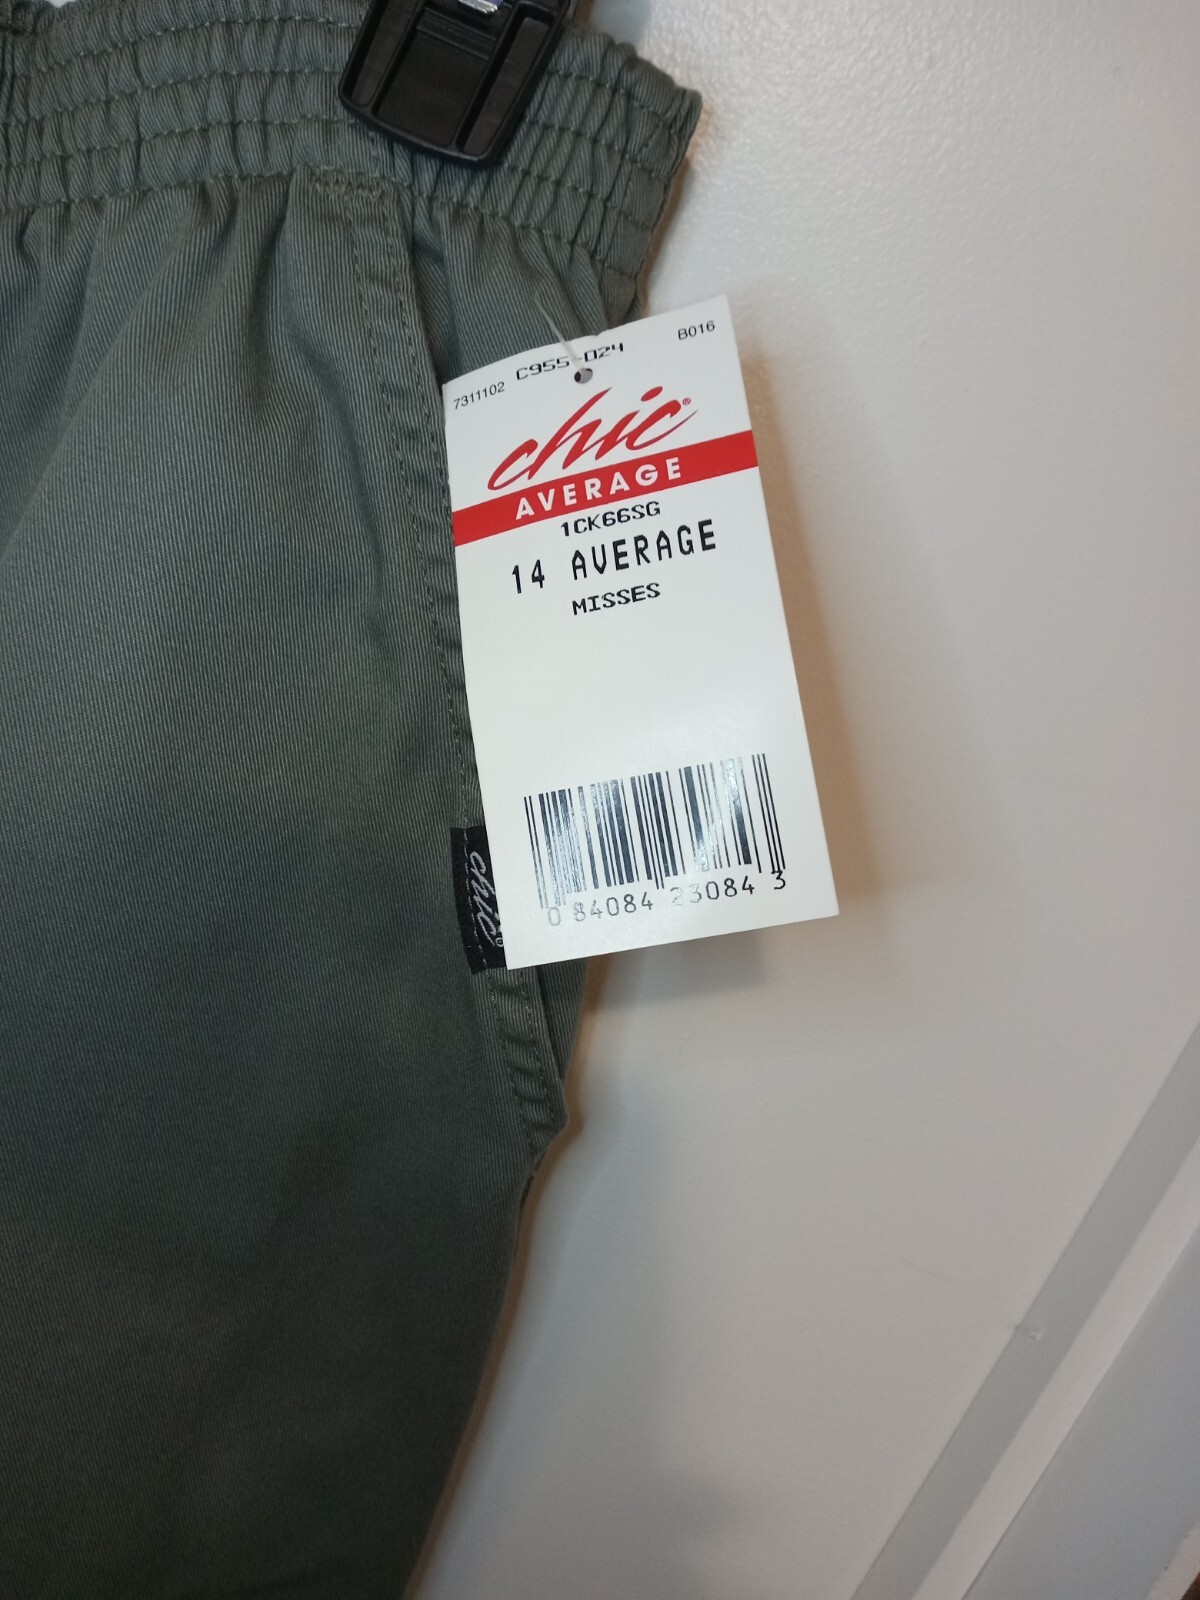 7311102 C955-024 B016
chic®
AVERAGE
1CK66SG
14 AVERAGE
MISSES
0 84084 23084 3
chic